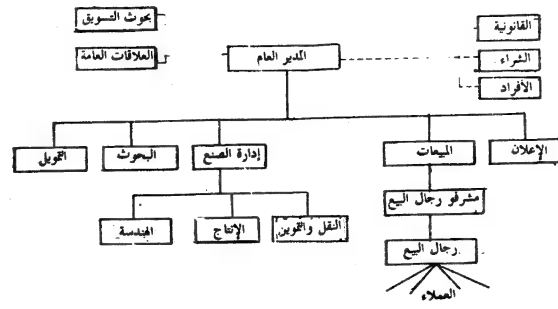 القانونية
بحوث التسويق
المدير العام
الشراء
العلاقات العامة
الأفراد
الإعلان
المبيعات
إدارة الصنع
البحوث
التمويل
مشرفو رجال البيع
النقل والتموين
الإنتاج
الهندسة
رجال البيع
العملاء